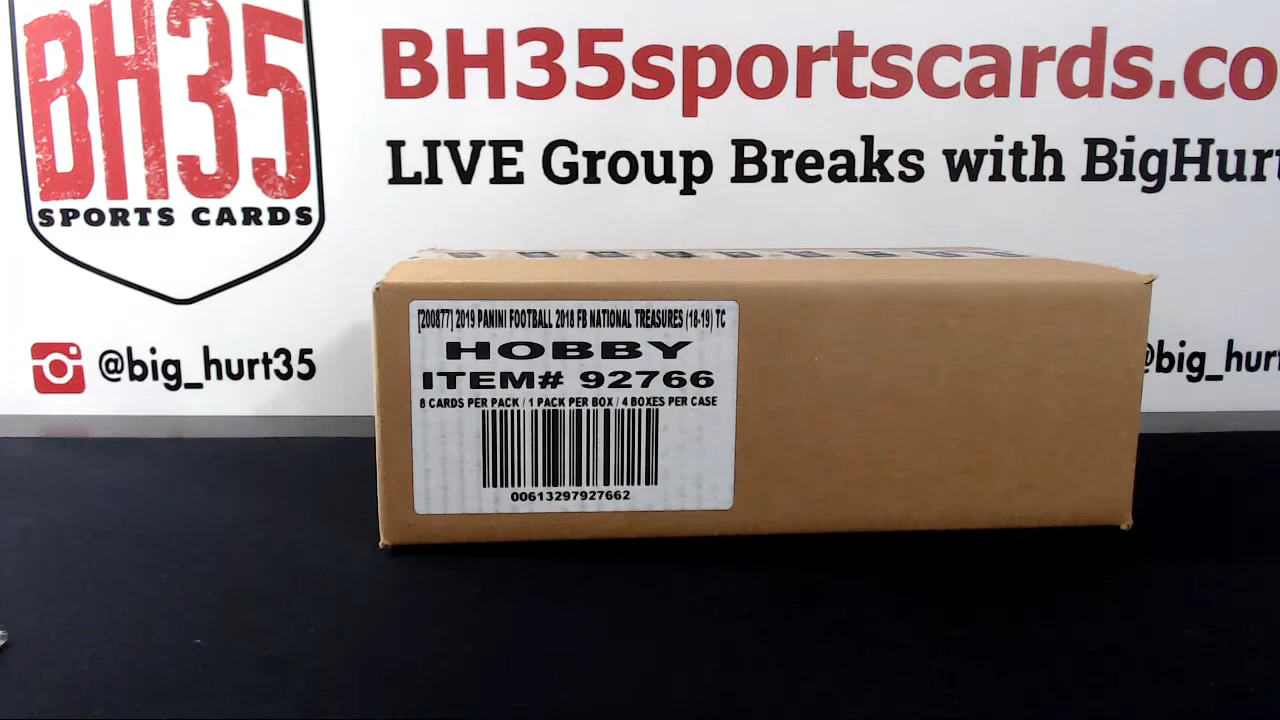 BH35
SPORTS CARDS
BH35sportscards.co
LIVE Group Breaks with BigHurt
@big_hurt35
@big_hurt
[200877] 2019 PANINI FOOTBALL 2018 FB NATIONAL TREASURES (18-19) TC
HOBBY
ITEM# 92766
8 CARDS PER PACK / 1 PACK PER BOX / 4 BOXES PER CASE
00613297927662